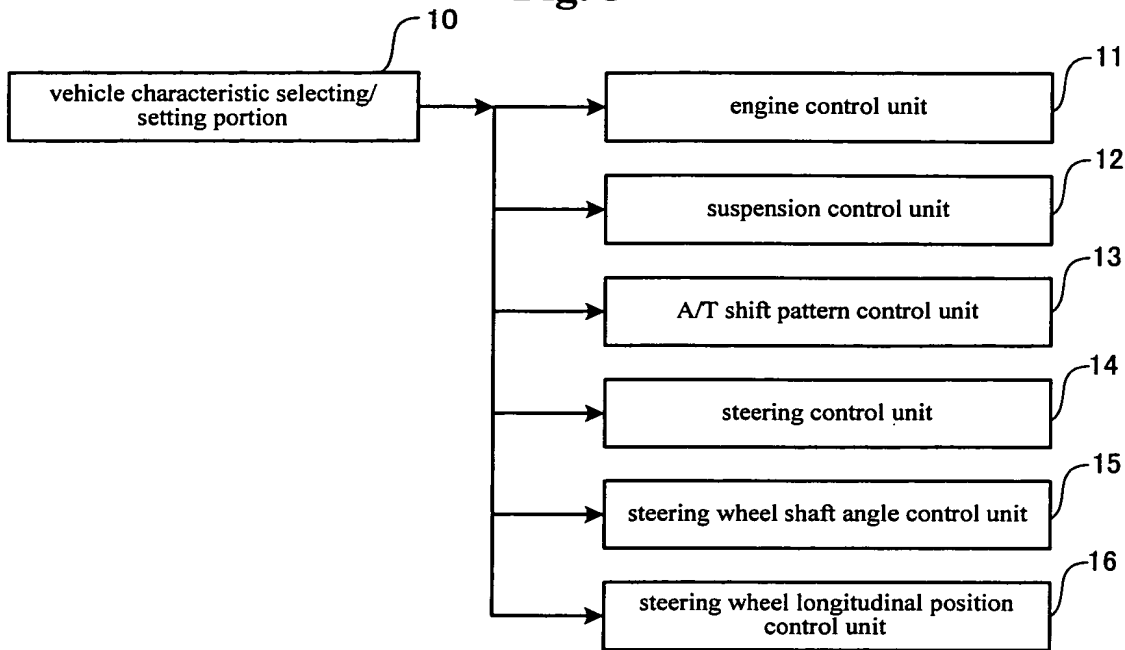 10
vehicle characteristic selecting/
setting portion
11
engine control unit
12
suspension control unit
13
A/T shift pattern control unit
14
steering control unit
15
steering wheel shaft angle control unit
16
steering wheel longitudinal position
control unit